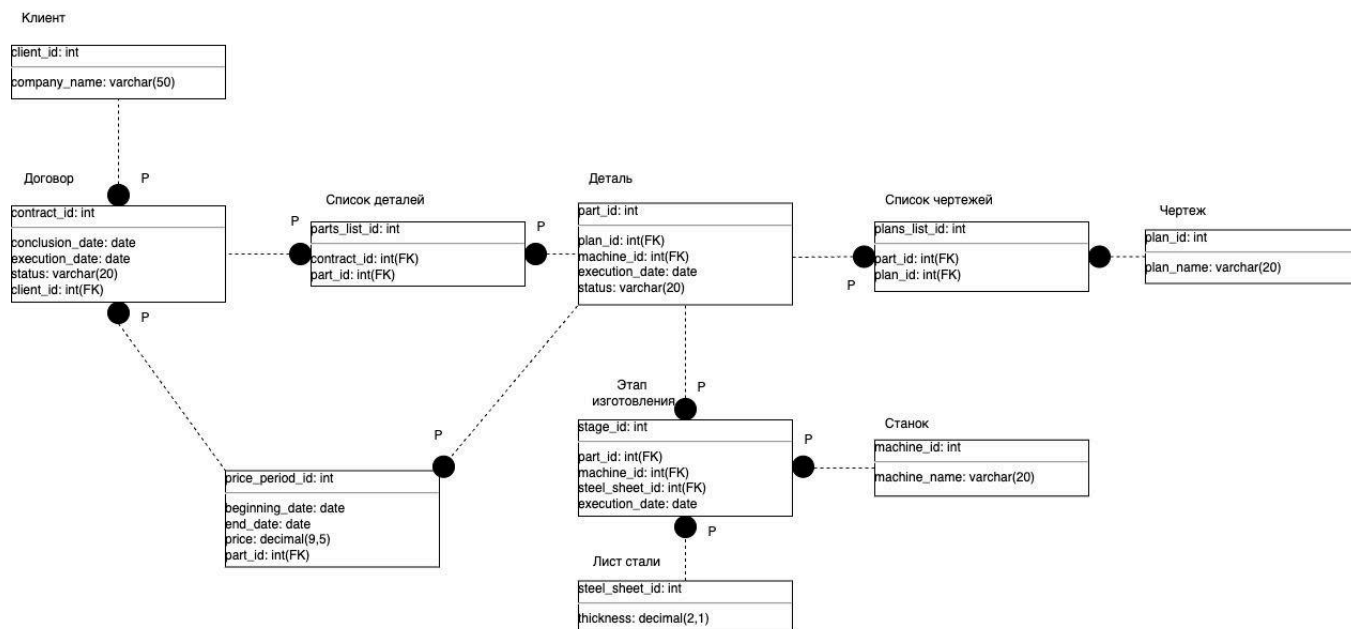 Клиент
client_id: int
company_name: varchar(50)
P
Договор
contract_id: int
conclusion_date: date
execution_date: date
status: varchar(20)
client_id: int(FK)
P
P
Список деталей
parts_list_id: int
contract_id: int(FK)
part_id: int(FK)
P
Деталь
part_id: int
plan_id: int(FK)
machine_id: int(FK)
execution_date: date
status: varchar(20)
P
Список чертежей
plans_list_id: int
part_id: int(FK)
plan_id: int(FK)
Чертеж
plan_id: int
plan_name: varchar(20)
P
price_period_id: int
beginning_date: date
end_date: date
price: decimal(9,5)
part_id: int(FK)
P
Этап
изготовления
stage_id: int
part_id: int(FK)
machine_id: int(FK)
steel_sheet_id: int(FK)
execution_date: date
P
Станок
machine_id: int
machine_name: varchar(20)
P
Лист стали
steel_sheet_id: int
thickness: decimal(2,1)